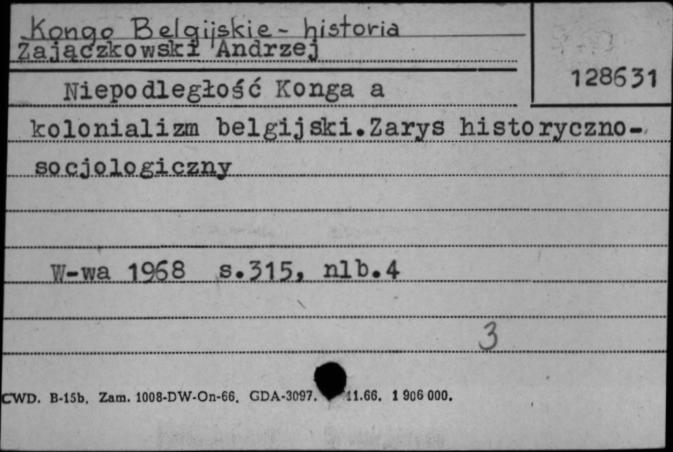 Kongo Belgijskie - historia
Zajączkowski Andrzej
128631
Niepodległość Konga a
kolonializm belgijski.Zarys historyczno-
socjologiczny
W-wa 1968 s.315, nlb.4
3
CWD. B-15b. Zam. 1008-DW-On-66. GDA-3097. 11.66. 1 906 000.